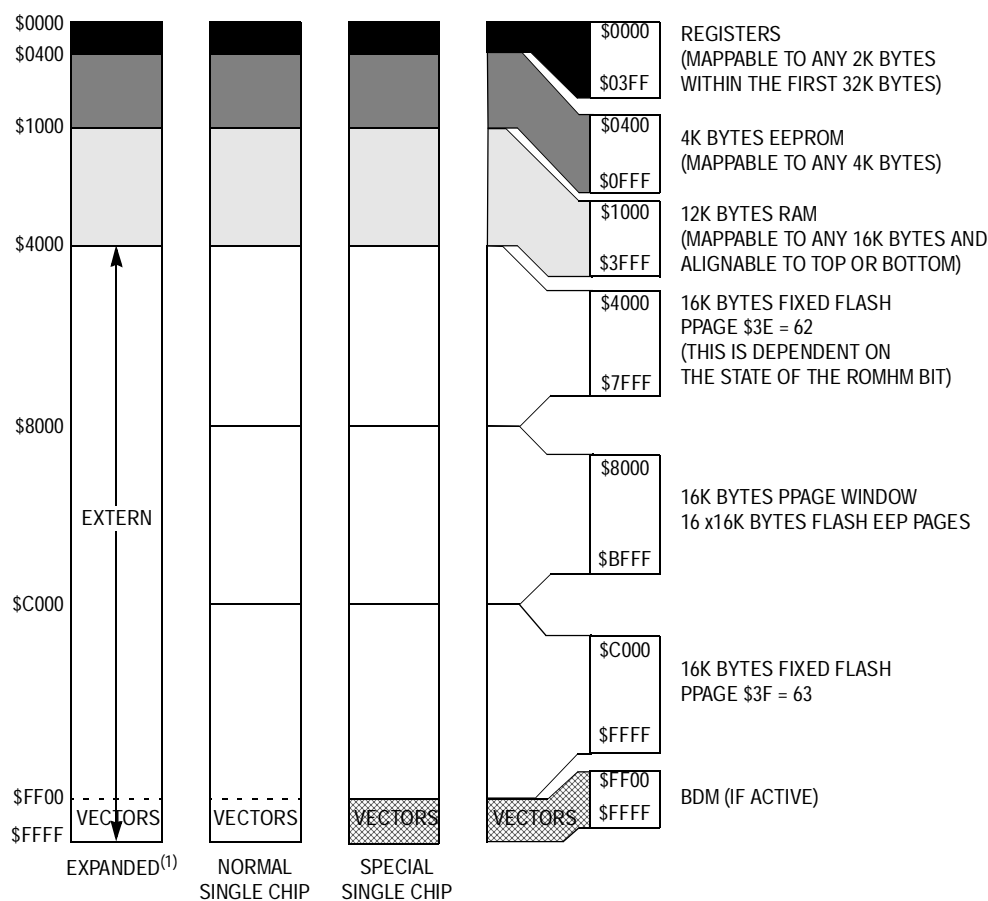 $0000
$0400
$1000
$4000
$8000
$C000
$FF00
$FFFF
EXTERN
VECTORS
EXPANDED(1)
VECTORS
NORMAL
SINGLE CHIP
VECTORS
SPECIAL
SINGLE CHIP
VECTORS
$0000
$03FF
REGISTERS
(MAPPABLE TO ANY 2K BYTES
WITHIN THE FIRST 32K BYTES)
$0400
$0FFF
4K BYTES EEPROM
(MAPPABLE TO ANY 4K BYTES)
$1000
$3FFF
12K BYTES RAM
(MAPPABLE TO ANY 16K BYTES AND
ALIGNABLE TO TOP OR BOTTOM)
$4000
$7FFF
16K BYTES FIXED FLASH
PPAGE $3E = 62
(THIS IS DEPENDENT ON
THE STATE OF THE ROMHM BIT)
$8000
$BFFF
16K BYTES PPAGE WINDOW
16 x16K BYTES FLASH EEP PAGES
$C000
$FFFF
16K BYTES FIXED FLASH
PPAGE $3F = 63
$FF00
$FFFF
BDM (IF ACTIVE)